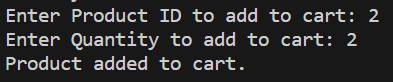 Enter Product ID to add to cart: 2
Enter Quantity to add to cart: 2
Product added to cart.